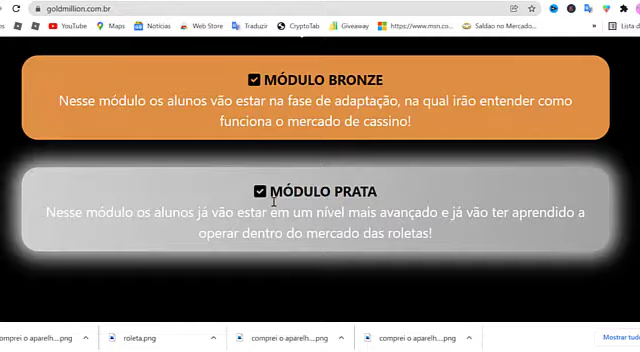 goldmillion.com.br
YouTube Maps Notícias Web Store Traduzir CryptoTab Giveaway https://www.msn.co... Saldao no Mercado... »
MÓDULO BRONZE
Nesse módulo os alunos vão estar na fase de adaptação, na qual irão entender como
funciona o mercado de cassino!
MÓDULO PRATA
Nesse módulo os alunos já vão estar em um nível mais avançado e já vão ter aprendido a
operar dentro do mercado das roletas!
comprei o aparelh....png roleta.png comprei o aparelh....png comprei o aparelh....png Mostrar tudo